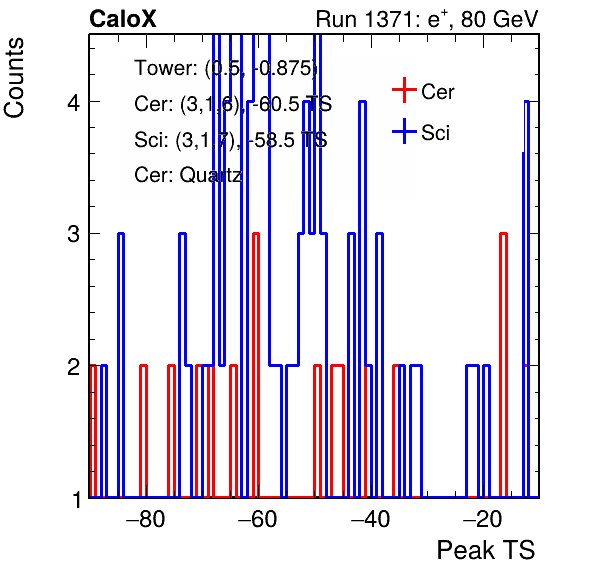 CaloX Run 1371: e+, 80 GeV
Counts
Tower: (0.5, -0.875)
Cer: (3,1,6), -60.5 TS
Sci: (3,1,7), -58.5 TS
Cer: Quartz
Cer
Sci
4
3
2
1
−80 −60 −40 −20
Peak TS